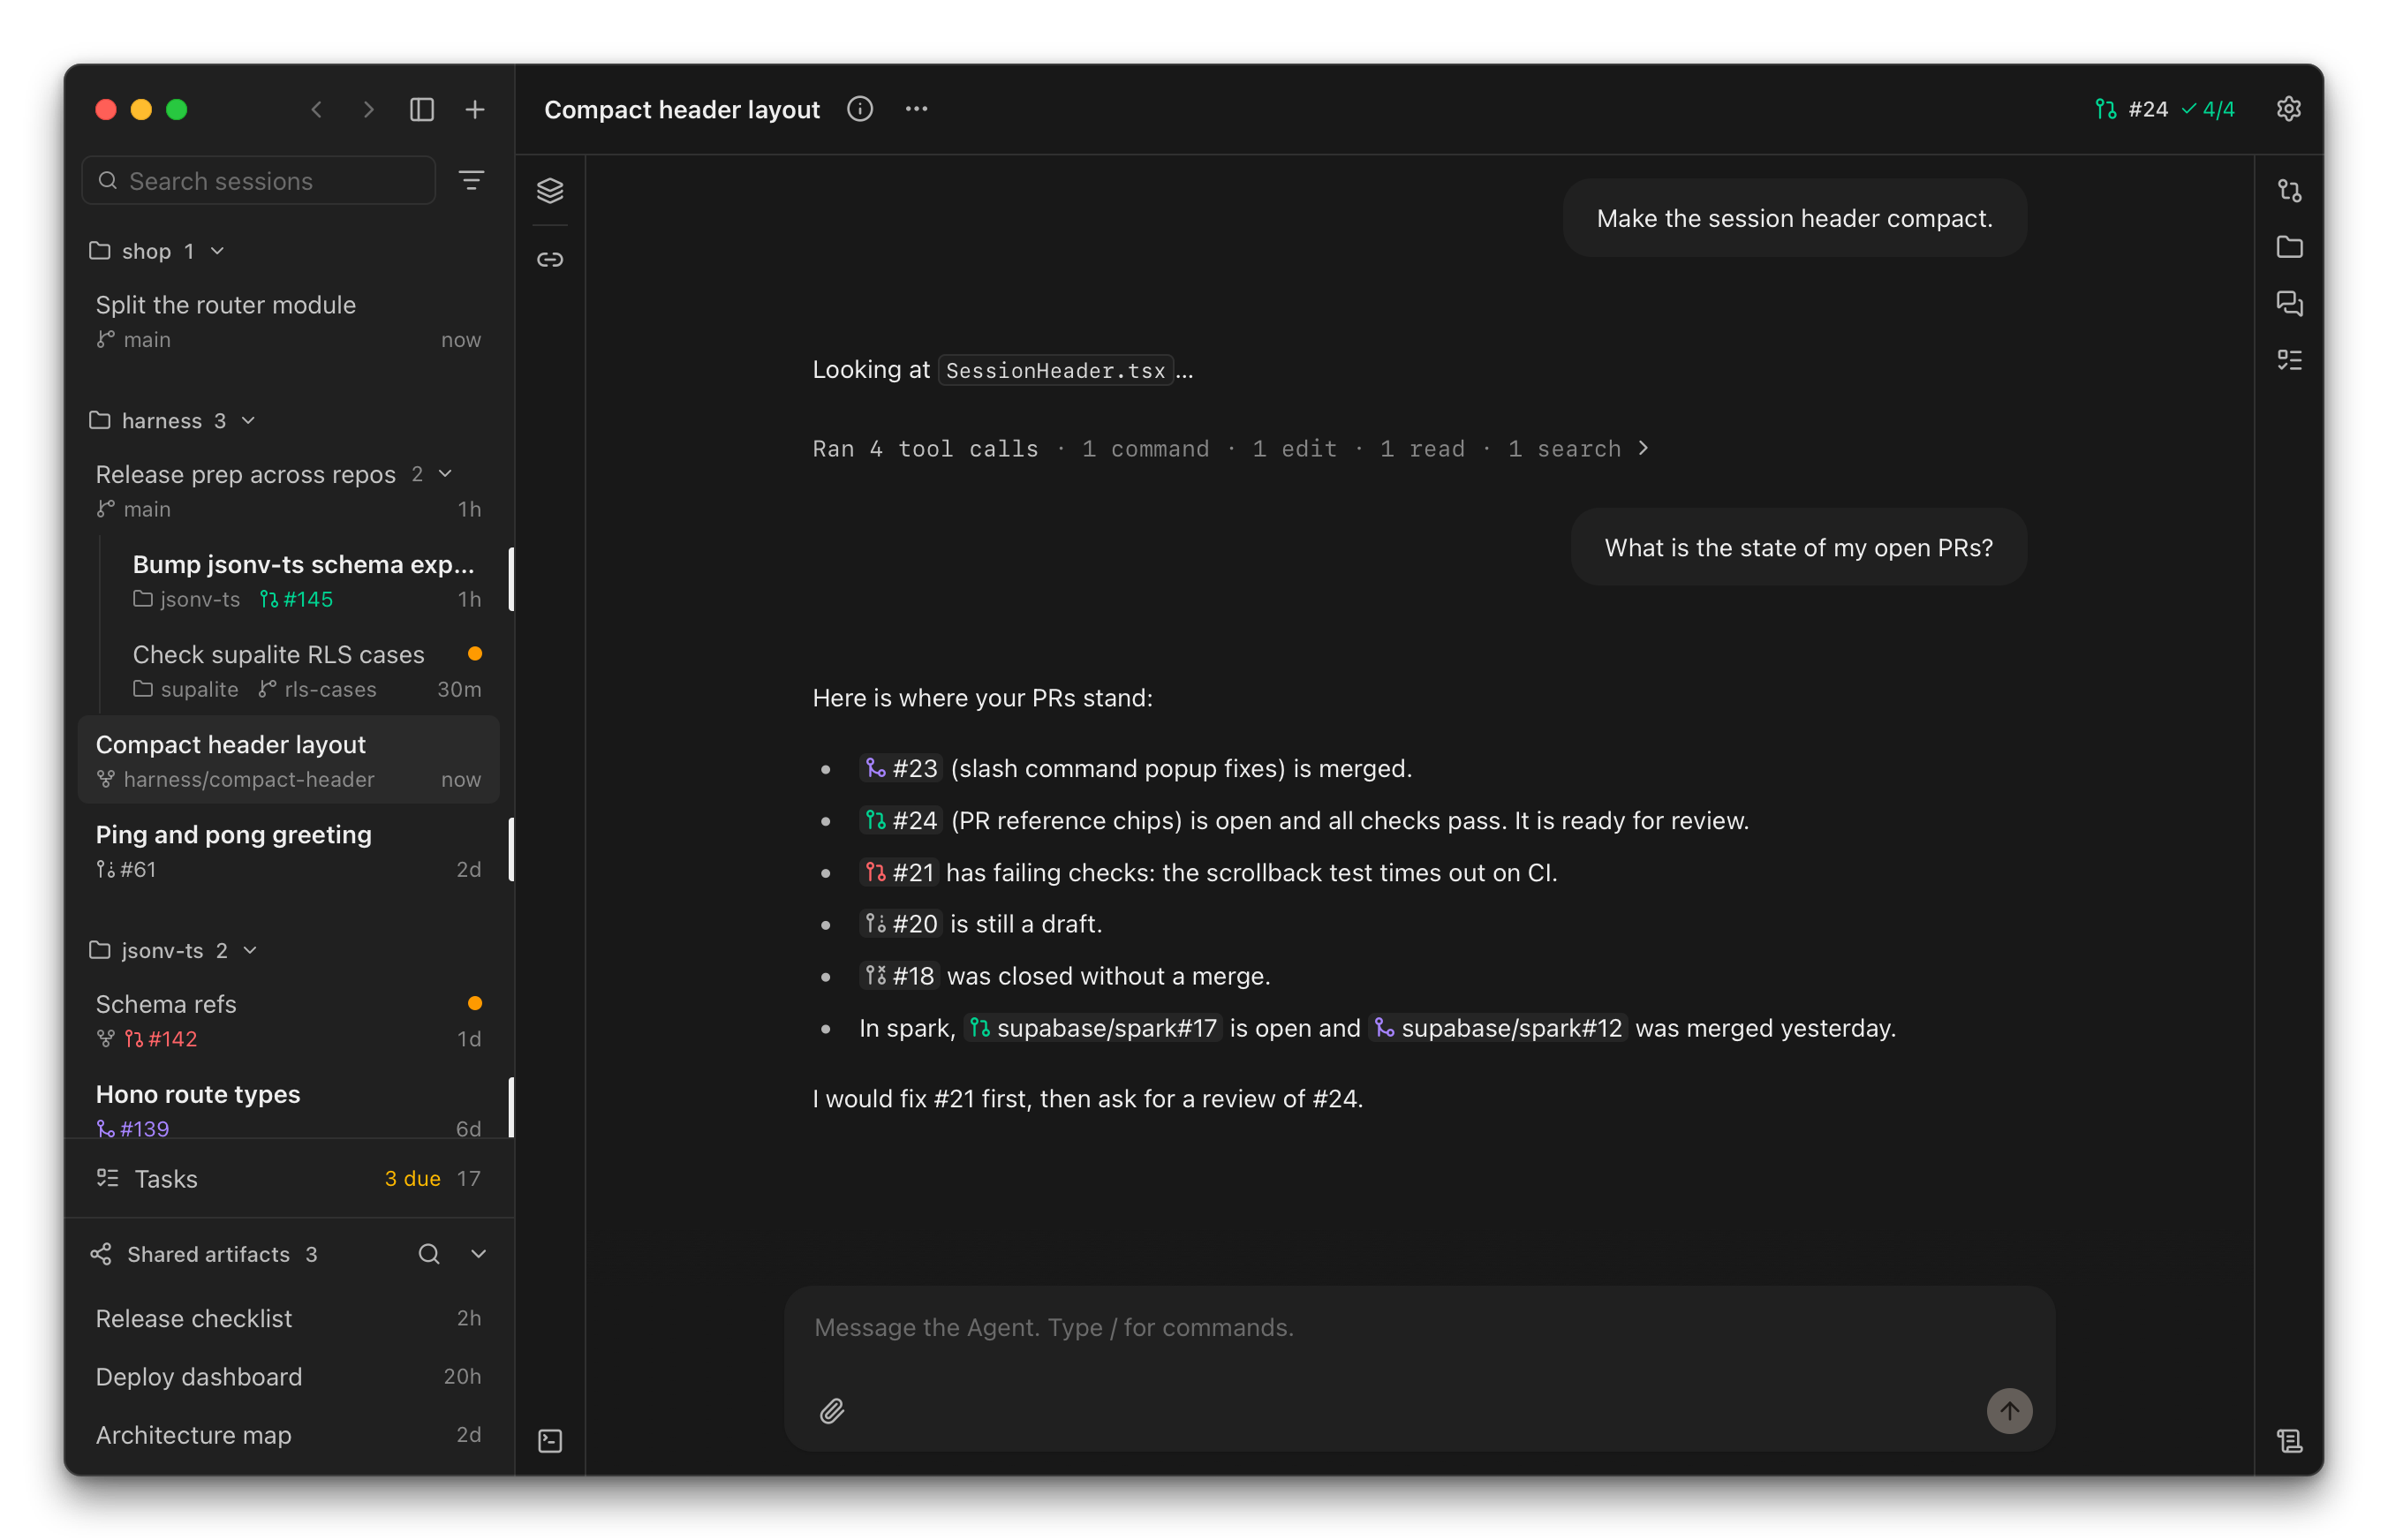 Compact header layout
#24 4/4
Search sessions
shop 1
Split the router module
main now
harness 3
Release prep across repos 2
main 1h
Bump jsonv-ts schema exp...
jsonv-ts #145 1h
Check supalite RLS cases
supalite rls-cases 30m
Compact header layout
harness/compact-header now
Ping and pong greeting
#61 2d
jsonv-ts 2
Schema refs
#142 1d
Hono route types
#139 6d
Tasks 3 due 17
Shared artifacts 3
Release checklist 2h
Deploy dashboard 20h
Architecture map 2d
Make the session header compact.
Looking at SessionHeader.tsx...
Ran 4 tool calls · 1 command · 1 edit · 1 read · 1 search
What is the state of my open PRs?
Here is where your PRs stand:
• #23 (slash command popup fixes) is merged.
• #24 (PR reference chips) is open and all checks pass. It is ready for review.
• #21 has failing checks: the scrollback test times out on CI.
• #20 is still a draft.
• #18 was closed without a merge.
• In spark, supabase/spark#17 is open and supabase/spark#12 was merged yesterday.
I would fix #21 first, then ask for a review of #24.
Message the Agent. Type / for commands.